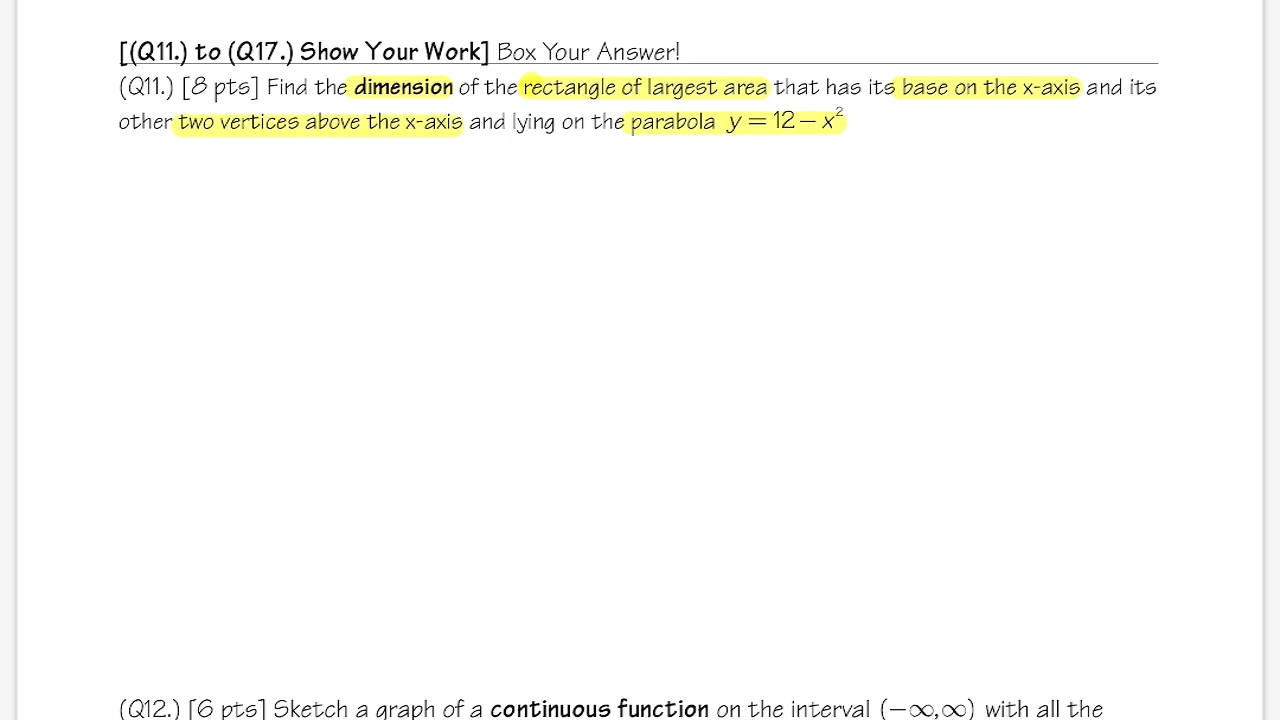 [(Q11.) to (Q17.) Show Your Work] Box Your Answer!
(Q11.) [8 pts] Find the dimension of the rectangle of largest area that has its base on the x-axis and its
other two vertices above the x-axis and lying on the parabola y = 12 − x²
(Q12.) [6 pts] Sketch a graph of a continuous function on the interval (−∞,∞) with all the